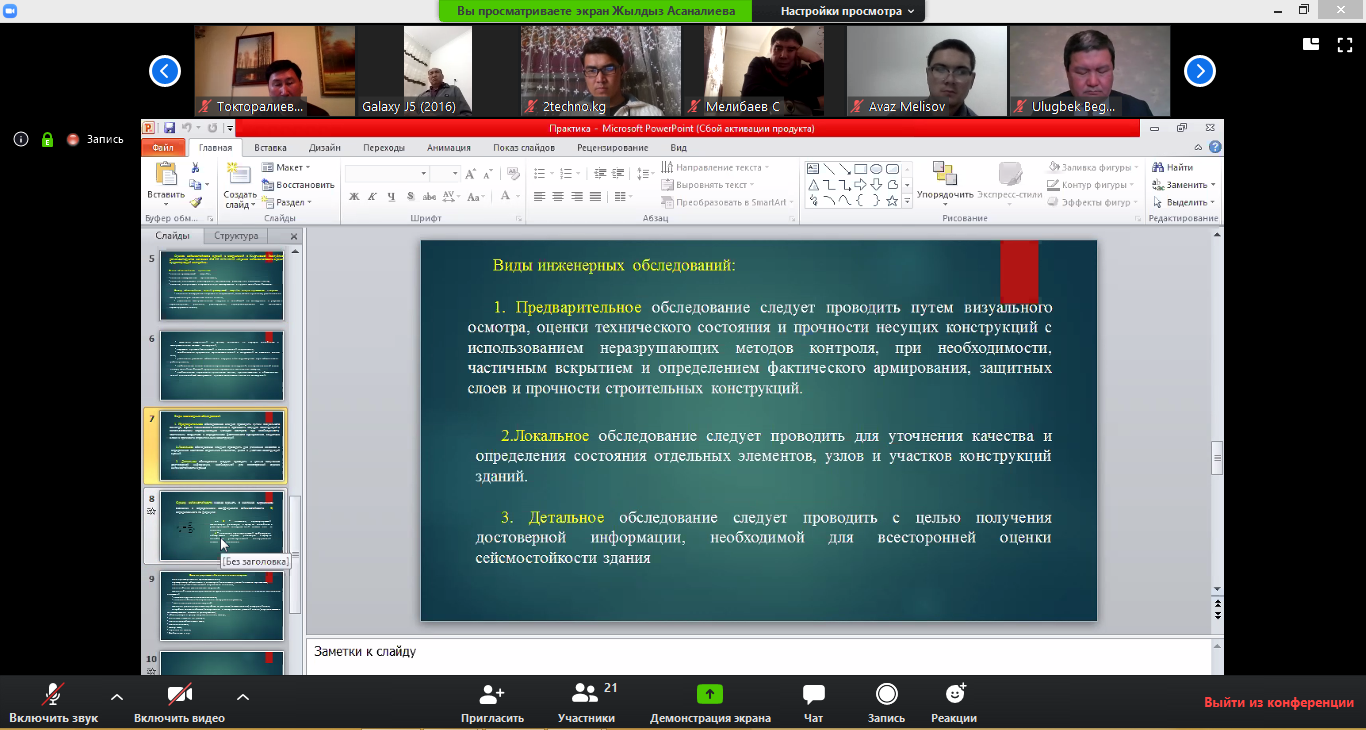 Вы просматриваете экран Жылдыз Асаналиева
Настройки просмотра
Токторалиев...
Galaxy J5 (2016)
2techno.kg
Мелибаев С
Avaz Melisov
Ulugbek Beg...
Запись
Практика - Microsoft PowerPoint (Сбой активации продукта)
Файл
Главная
Вставка
Дизайн
Переходы
Анимация
Показ слайдов
Рецензирование
Вид
Вставить
Буфер обм...
Создать слайд
Макет
Восстановить
Раздел
Слайды
Шрифт
Направление текста
Выровнять текст
Преобразовать в SmartArt
Абзац
Упорядочить
Экспресс-стили
Заливка фигуры
Контур фигуры
Эффекты фигур
Рисование
Найти
Заменить
Выделить
Редактирование
Слайды
Структура
5
6
7
8
[Без заголовка]
9
10
Виды инженерных обследований:
1. Предварительное обследование следует проводить путем визуального
осмотра, оценки технического состояния и прочности несущих конструкций с
использованием неразрушающих методов контроля, при необходимости,
частичным вскрытием и определением фактического армирования, защитных
слоев и прочности строительных конструкций.
2.Локальное обследование следует проводить для уточнения качества и
определения состояния отдельных элементов, узлов и участков конструкций
зданий.
3. Детальное обследование следует проводить с целью получения
достоверной информации, необходимой для всесторонней оценки
сейсмостойкости здания
Заметки к слайду
Включить звук
Включить видео
Пригласить
21
Участники
Демонстрация экрана
Чат
Запись
Реакции
Выйти из конференции